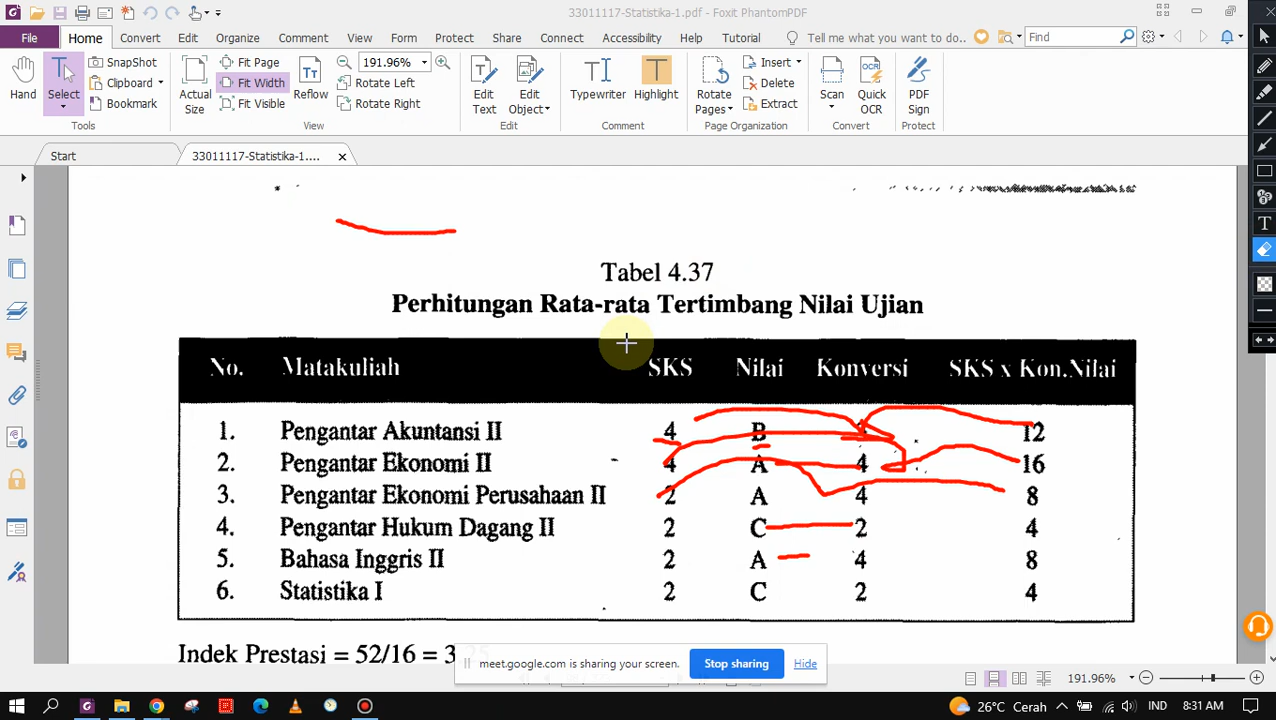 33011117-Statistika-1.pdf - Foxit PhantomPDF
File Home Convert Edit Organize Comment View Form Protect Share Connect Accessibility Help Tutorial Tell me what you want to do... Find
Hand
Select
SnapShot
Clipboard
Bookmark
Tools
Actual Size
Fit Page
Fit Width
Fit Visible
Reflow
191.96%
Rotate Left
Rotate Right
View
Edit Text
Edit Object
Edit
Typewriter
Highlight
Comment
Rotate Pages
Insert
Delete
Extract
Page Organization
Scan
Quick OCR
Convert
PDF Sign
Protect
Start
33011117-Statistika-1....
Tabel 4.37
Perhitungan Rata-rata Tertimbang Nilai Ujian
No. Matakuliah SKS Nilai Konversi SKS x Kon.Nilai
1. Pengantar Akuntansi II 4 B 12
2. Pengantar Ekonomi II 4 A 4 16
3. Pengantar Ekonomi Perusahaan II 2 A 4 8
4. Pengantar Hukum Dagang II 2 C 2 4
5. Bahasa Inggris II 2 A 4 8
6. Statistika I 2 C 2 4
Indek Prestasi = 52/16 = 3,25
meet.google.com is sharing your screen. Stop sharing Hide
191.96%
26°C Cerah IND 8:31 AM